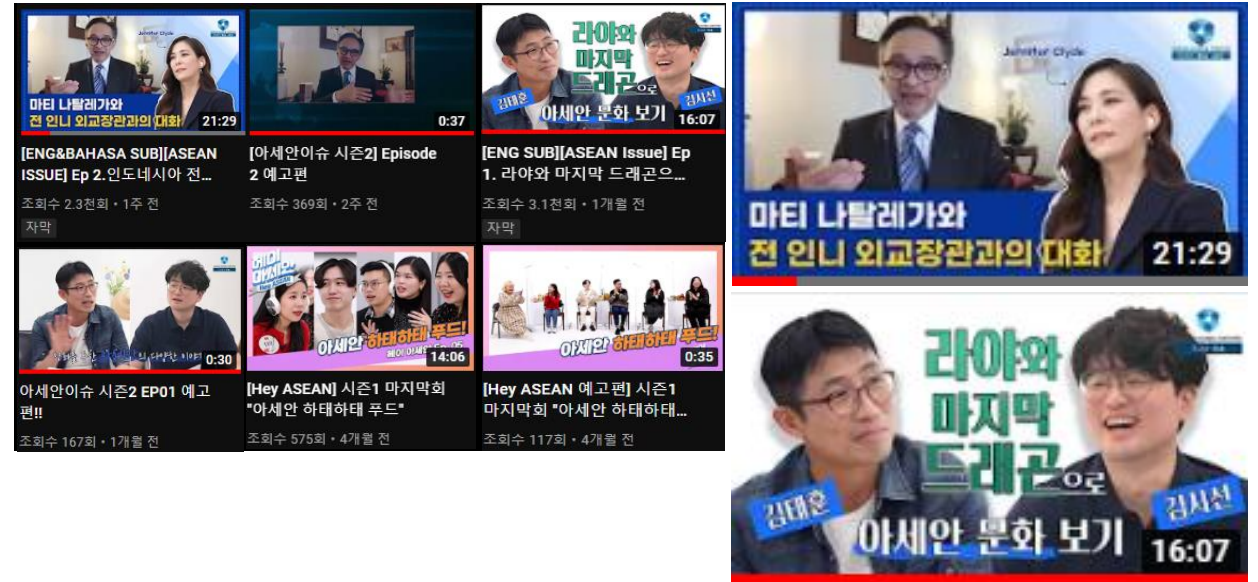 Jennifer Clyde
마티 나탈레가와
전 인니 외교장관과의 대화
21:29
[ENG&BAHASA SUB][ASEAN
ISSUE] Ep 2.인도네시아 전...
조회수 2.3천회 • 1주 전
자막
0:37
[아세안이슈 시즌2] Episode
2 예고편
조회수 369회 • 2주 전
라야와
마지막
드래곤으로
김태훈
김시선
아세안 문화 보기
16:07
[ENG SUB][ASEAN Issue] Ep
1. 라야와 마지막 드래곤으...
조회수 3.1천회 • 1개월 전
자막
다양한
0:30
아세안이슈 시즌2 EP01 예고
편!!
조회수 167회 • 1개월 전
헤이
아세안
Hey ASEAN
아세안 하태하태 푸드!
14:06
[Hey ASEAN] 시즌1 마지막회
"아세안 하태하태 푸드"
조회수 575회 • 4개월 전
아세안 하태하태 푸드!
0:35
[Hey ASEAN 예고편] 시즌1
마지막회 "아세안 하태하태...
조회수 117회 • 4개월 전
Jennifer Clyde
마티 나탈레가와
전 인니 외교장관과의 대화
21:29
라야와
마지막
드래곤으로
김태훈
김시선
아세안 문화 보기
16:07